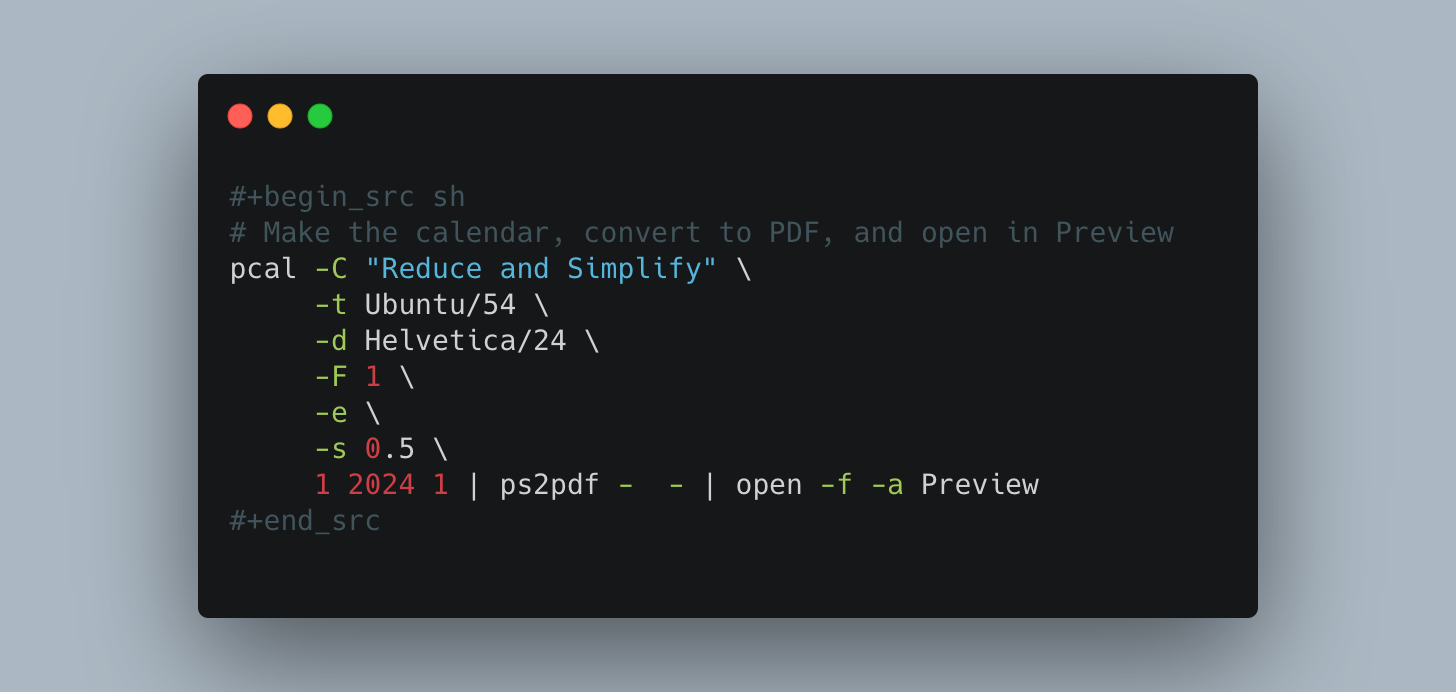 #+begin_src sh
# Make the calendar, convert to PDF, and open in Preview
pcal -C "Reduce and Simplify" \
     -t Ubuntu/54 \
     -d Helvetica/24 \
     -F 1 \
     -e \
     -s 0.5 \
     1 2024 1 | ps2pdf -  - | open -f -a Preview
#+end_src